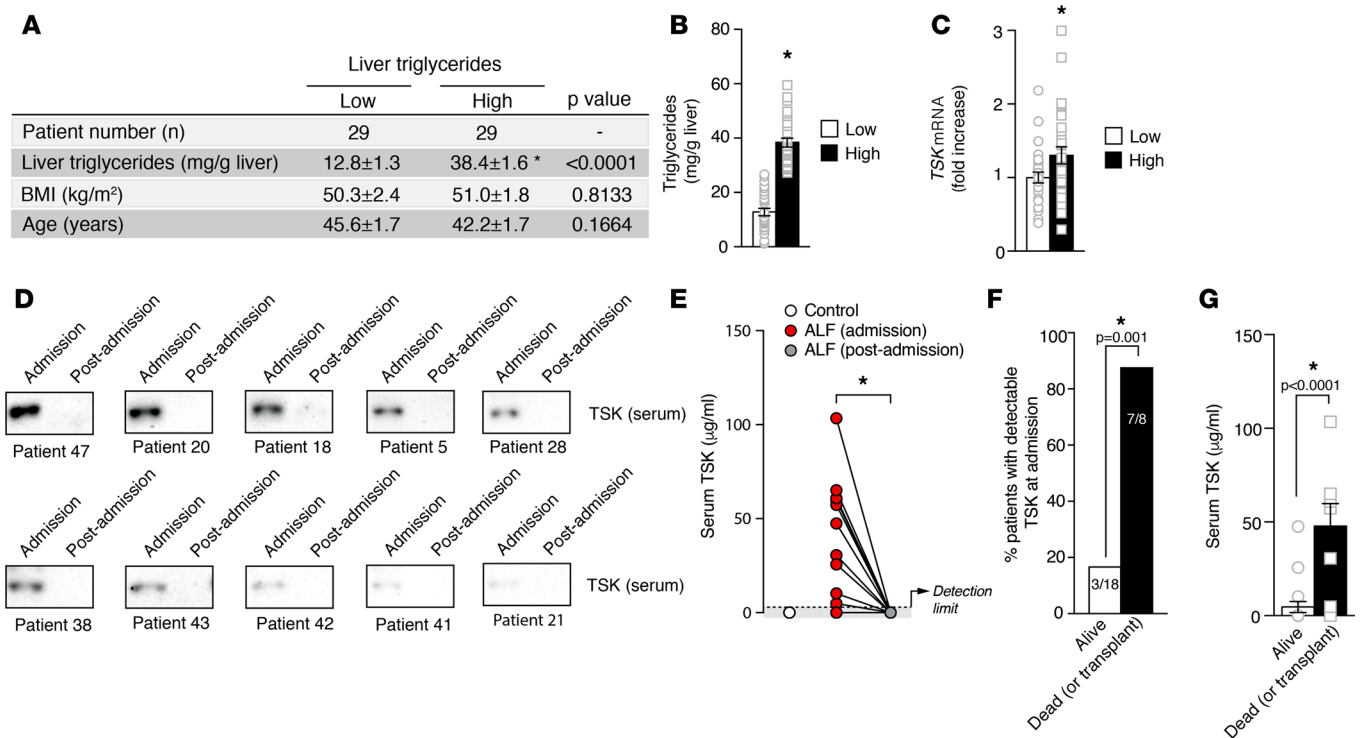 A
Liver triglycerides
Low High p value
Patient number (n) 29 29 -
Liver triglycerides (mg/g liver) 12.8±1.3 38.4±1.6 * <0.0001
BMI (kg/m²) 50.3±2.4 51.0±1.8 0.8133
Age (years) 45.6±1.7 42.2±1.7 0.1664
B
Triglycerides
(mg/g liver)
80
60
40
20
0
*
Low
High
C
TSK mRNA
(fold increase)
3
2
1
0
*
Low
High
D
Admission Post-admission Admission Post-admission Admission Post-admission Admission Post-admission Admission Post-admission
TSK (serum)
Patient 47 Patient 20 Patient 18 Patient 5 Patient 28
Admission Post-admission Admission Post-admission Admission Post-admission Admission Post-admission Admission Post-admission
TSK (serum)
Patient 38 Patient 43 Patient 42 Patient 41 Patient 21
E
Control
ALF (admission)
ALF (post-admission)
Serum TSK (μg/ml)
150
100
50
0
*
Detection
limit
F
% patients with detectable
TSK at admission
100
80
60
40
20
0
*
p=0.001
3/18
7/8
Alive
Dead (or transplant)
G
Serum TSK (μg/ml)
150
100
50
0
*
p<0.0001
Alive
Dead (or transplant)